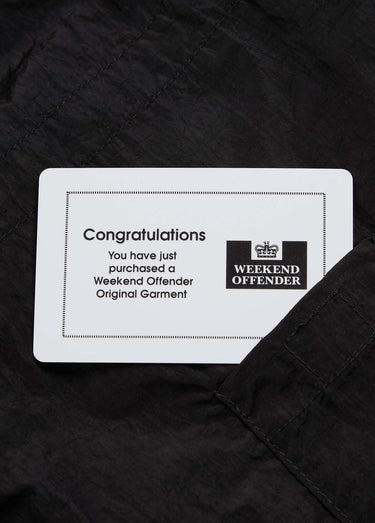 Congratulations
You have just
purchased a
Weekend Offender
Original Garment
WEEKEND
OFFENDER